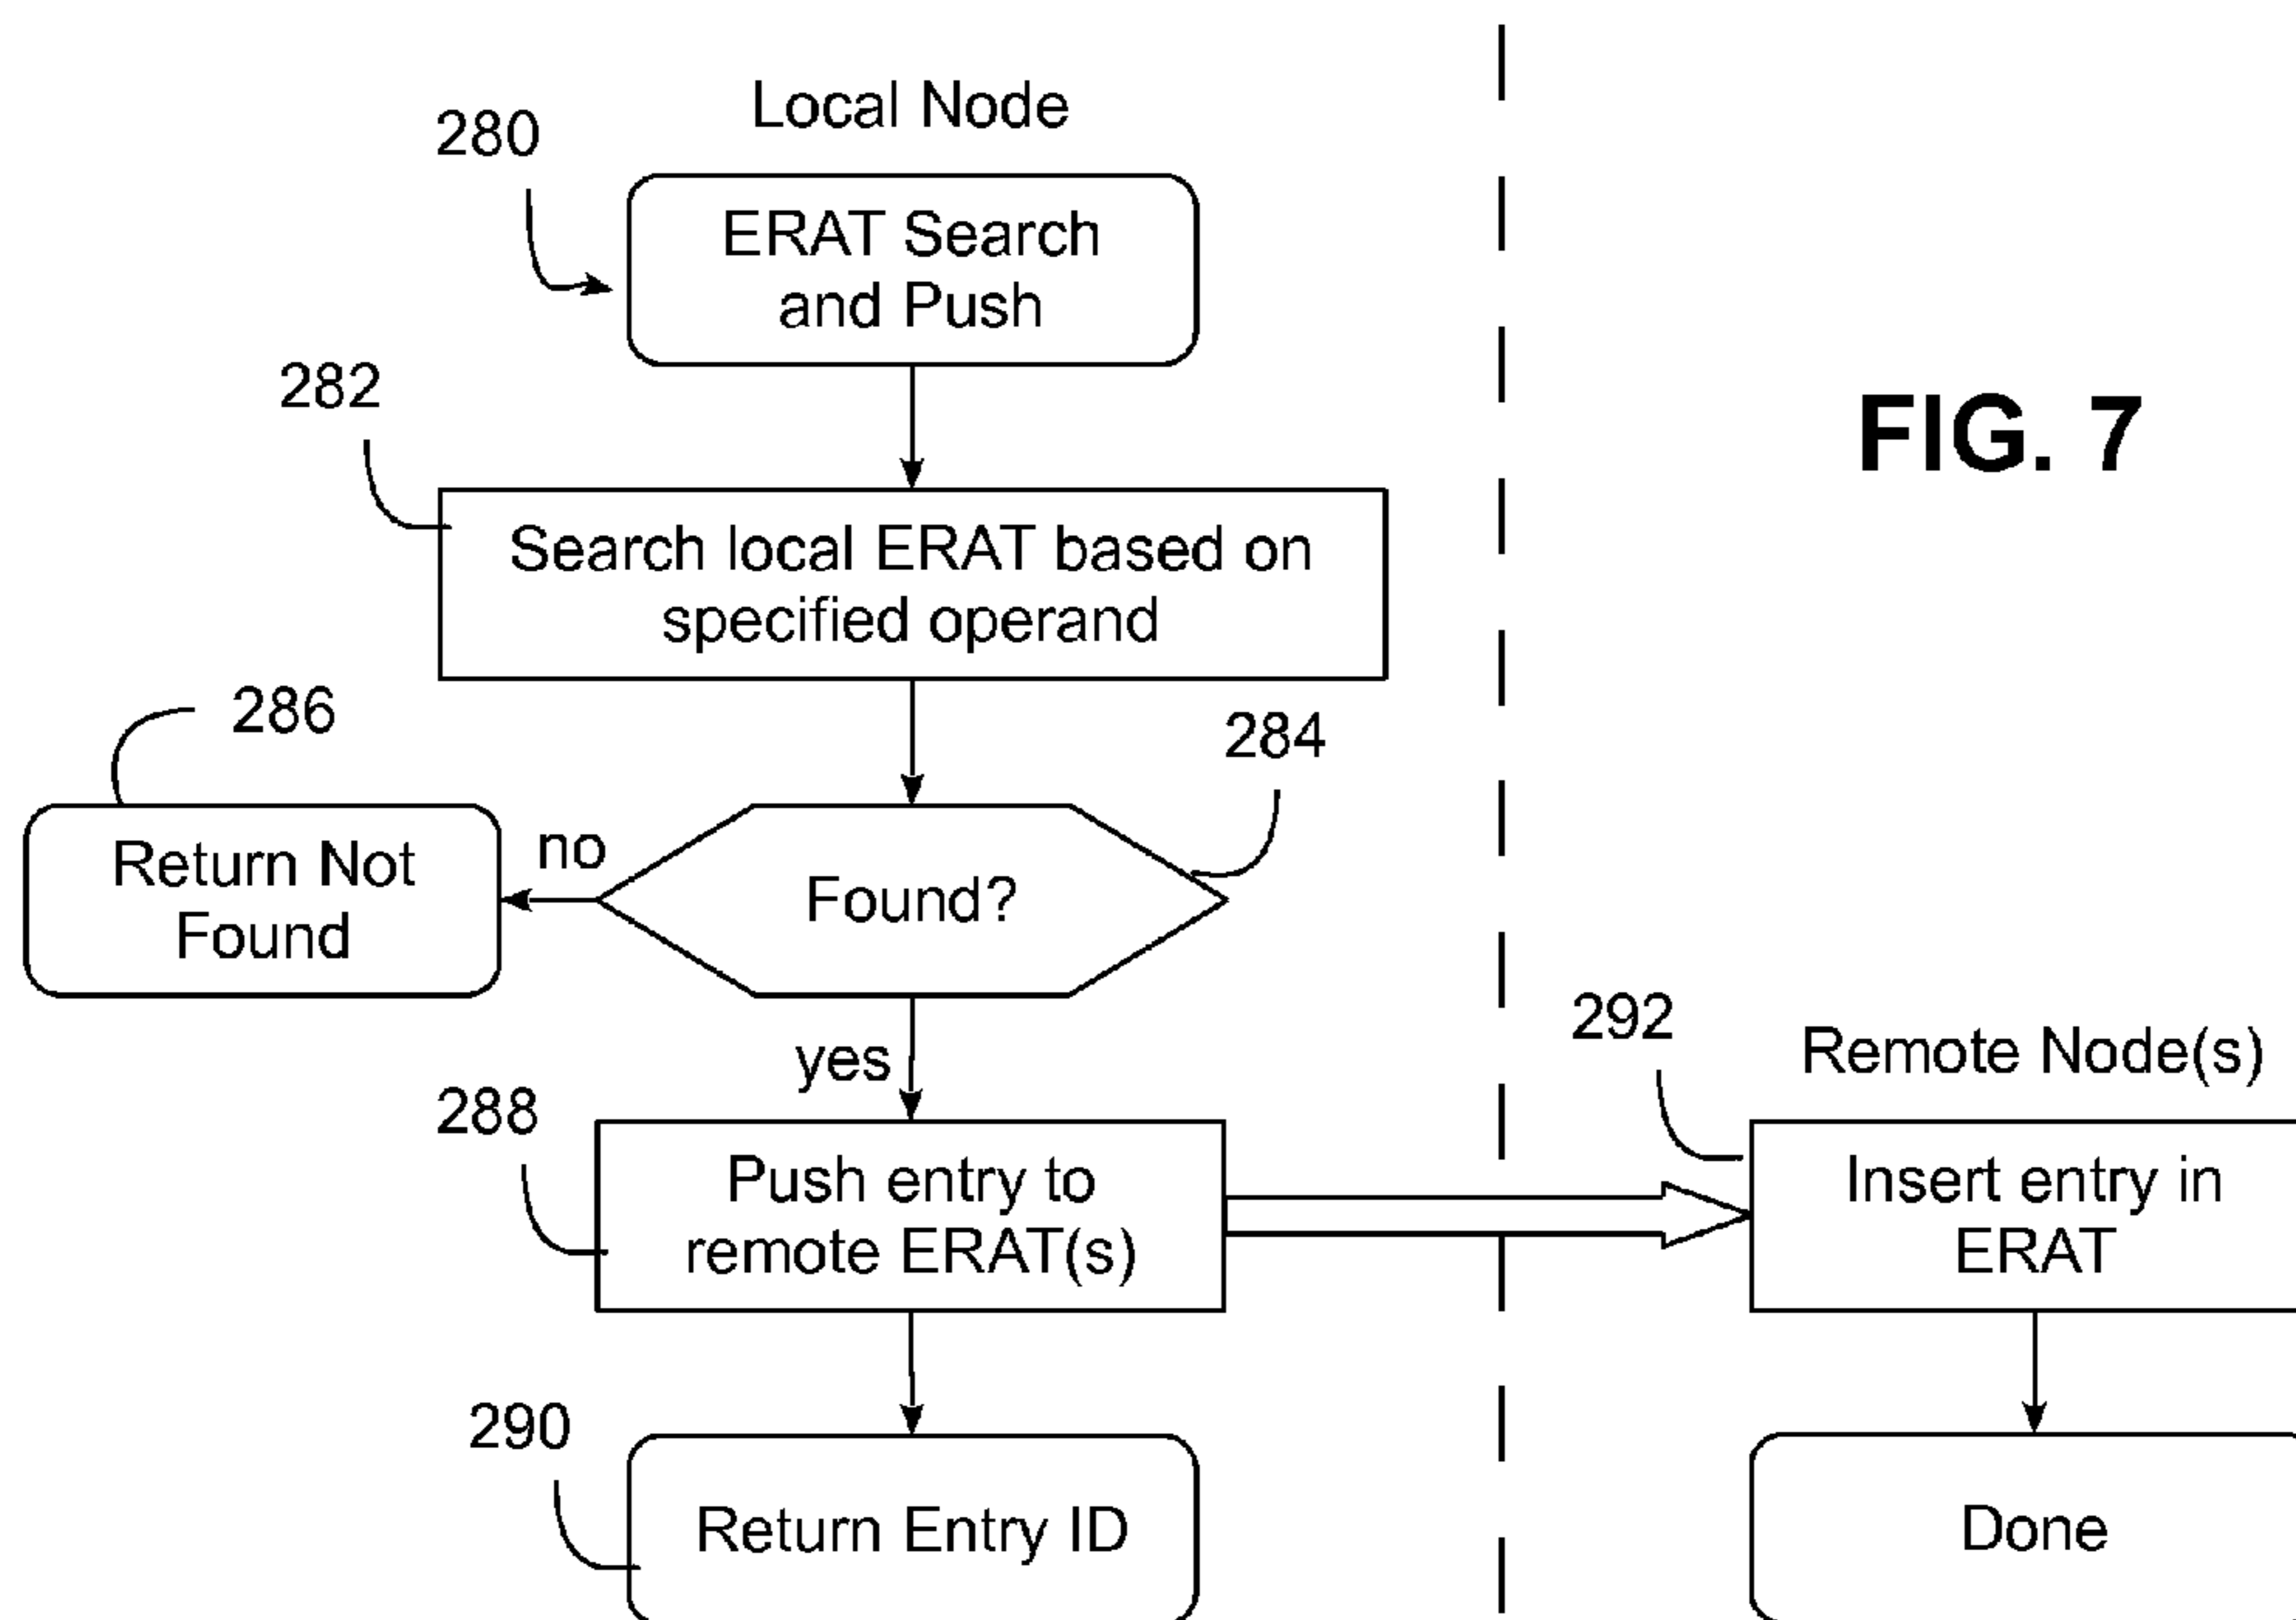 Local Node
280
ERAT Search
and Push
282
Search local ERAT based on
specified operand
FIG. 7
286
284
Return Not
Found
no
Found?
yes
292
Remote Node(s)
288
Push entry to
remote ERAT(s)
Insert entry in
ERAT
290
Return Entry ID
Done